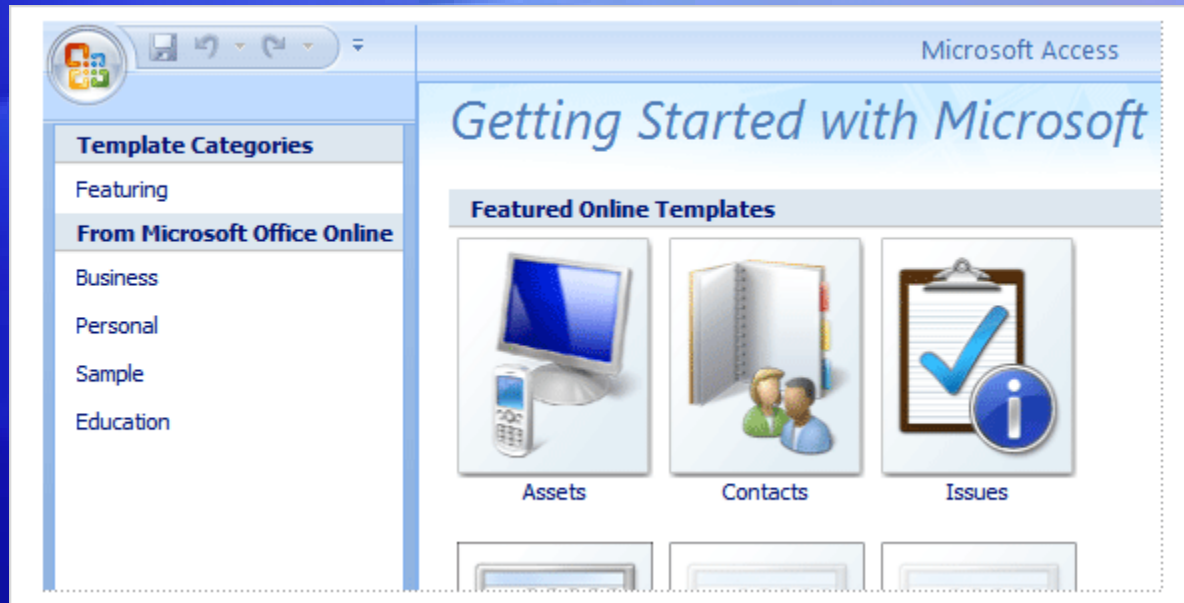 Microsoft Access
Getting Started with Microsoft
Template Categories
Featuring
From Microsoft Office Online
Business
Personal
Sample
Education
Featured Online Templates
Assets
Contacts
Issues